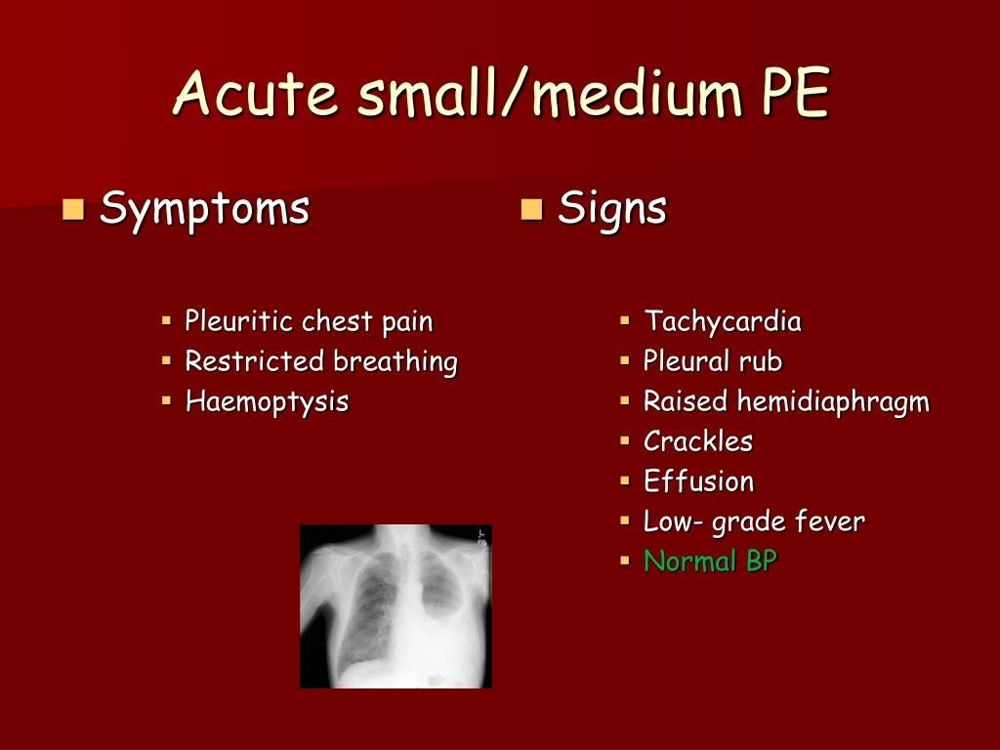 Acute small/medium PE
Symptoms
Pleuritic chest pain
Restricted breathing
Haemoptysis
Signs
Tachycardia
Pleural rub
Raised hemidiaphragm
Crackles
Effusion
Low- grade fever
Normal BP
L